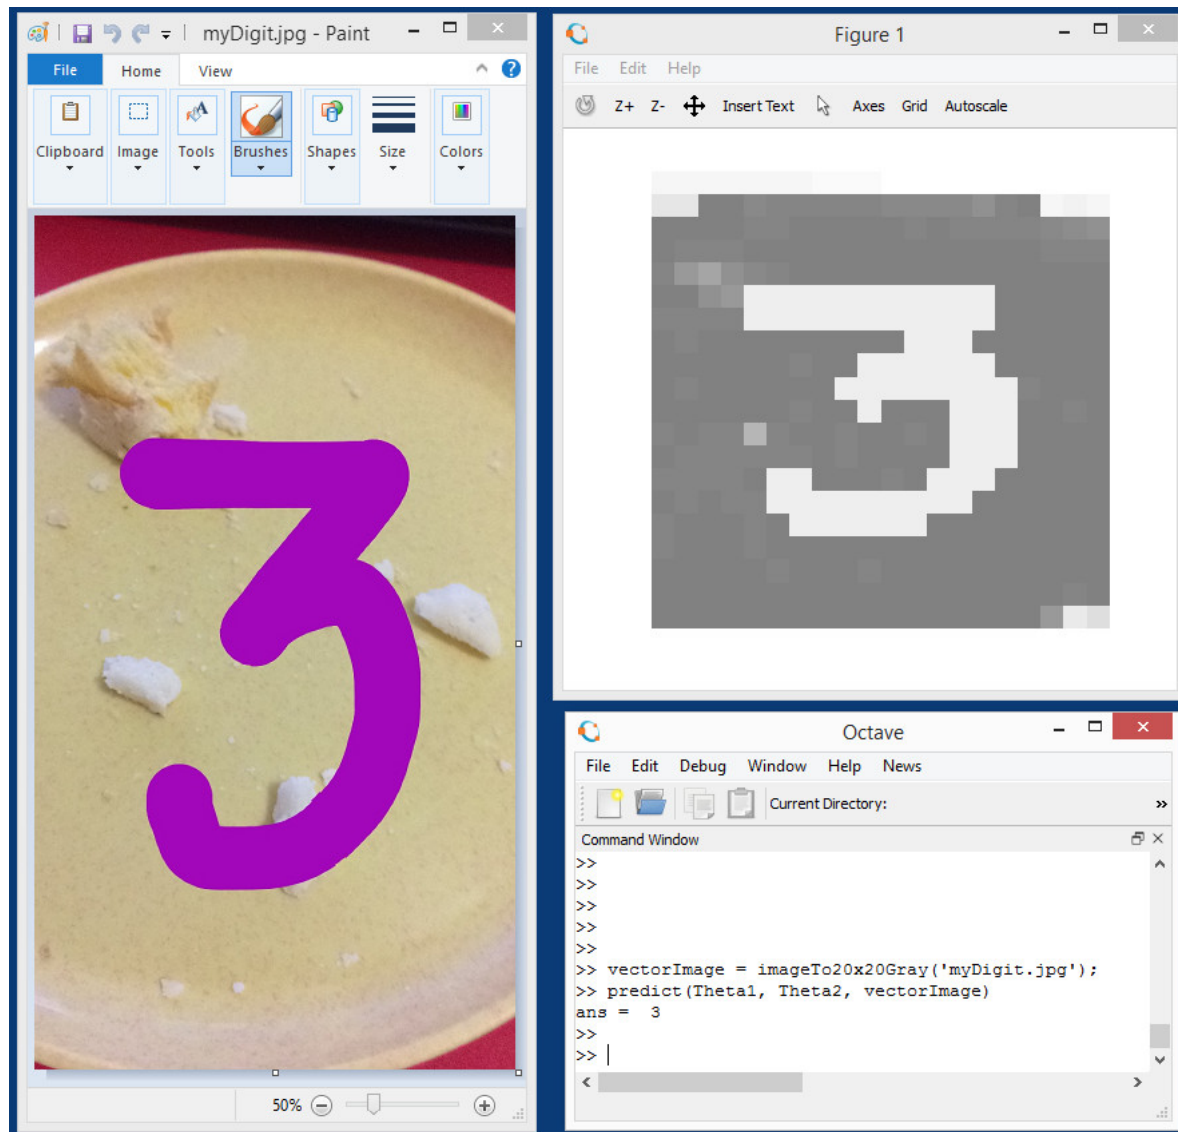 myDigit.jpg - Paint
File Home View
Clipboard Image Tools Brushes Shapes Size Colors
3
50%
Figure 1
File Edit Help
Z+ Z- Insert Text Axes Grid Autoscale
3
Octave
File Edit Debug Window Help News
Current Directory:
»
Command Window
>>
>>
>>
>>
>>
>> vectorImage = imageTo20x20Gray('myDigit.jpg');
>> predict(Theta1, Theta2, vectorImage)
ans =  3
>>
>>